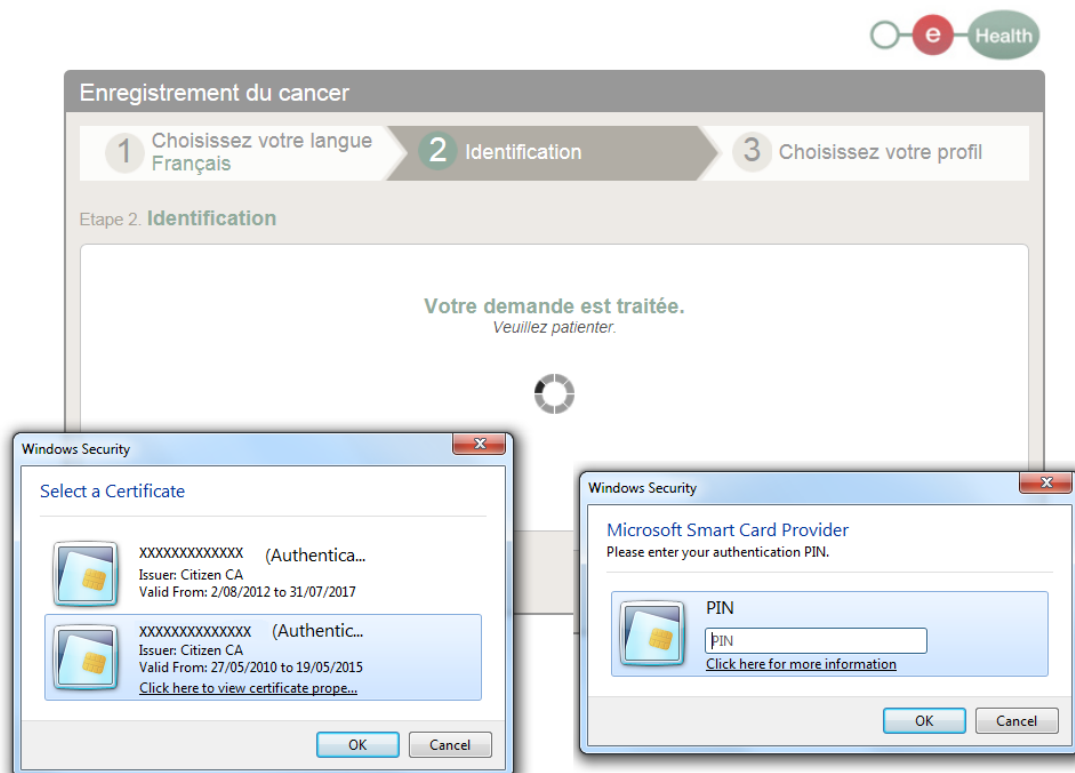 e Health
Enregistrement du cancer
1 Choisissez votre langue
Français
2 Identification
3 Choisissez votre profil
Etape 2. Identification
Votre demande est traitée.
Veuillez patienter.
Windows Security
Select a Certificate
XXXXXXXXXXXXX (Authentica...
Issuer: Citizen CA
Valid From: 2/08/2012 to 31/07/2017
XXXXXXXXXXXXXX (Authentic...
Issuer: Citizen CA
Valid From: 27/05/2010 to 19/05/2015
Click here to view certificate prope...
OK Cancel
Windows Security
Microsoft Smart Card Provider
Please enter your authentication PIN.
PIN
PIN
Click here for more information
OK Cancel